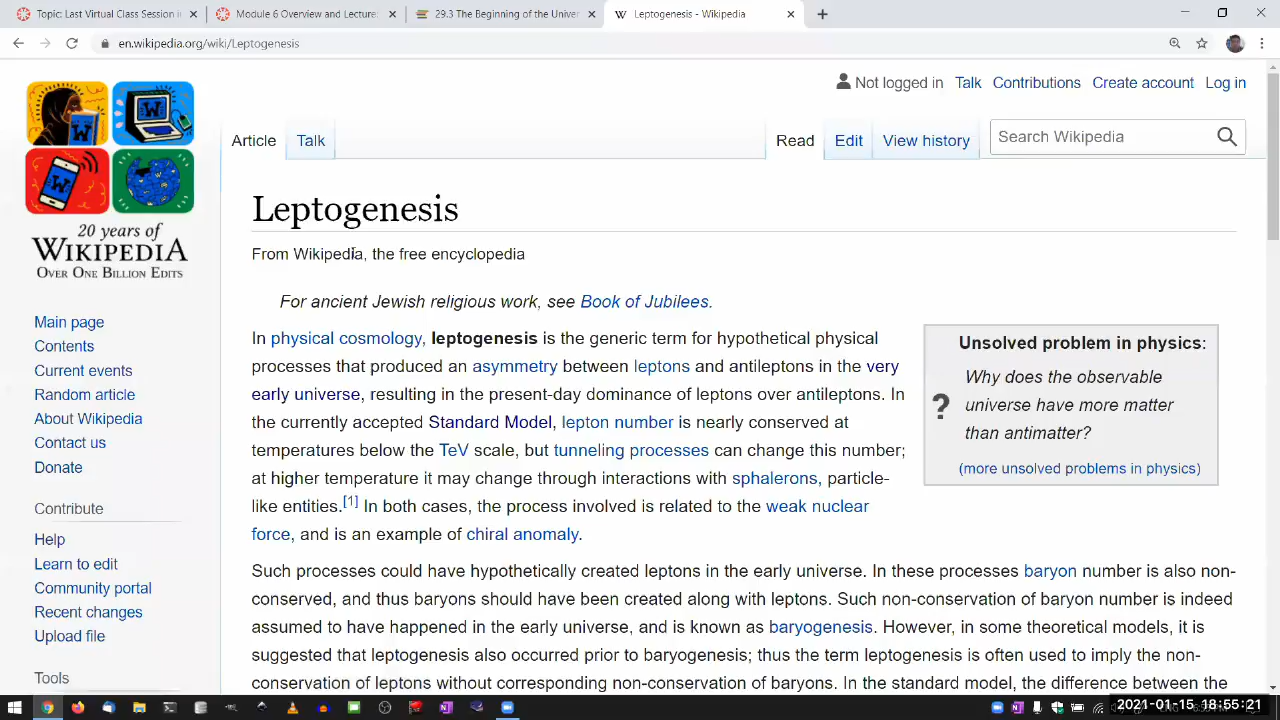 Topic: Last Virtual Class Session i
Module 6 Overview and Lecture
29.3 The Beginning of the Univer
W Leptogenesis - Wikipedia
en.wikipedia.org/wiki/Leptogenesis
Not logged in Talk Contributions Create account Log in
Article Talk Read Edit View history Search Wikipedia
20 years of
WIKIPEDIA
OVER ONE BILLION EDITS
Main page
Contents
Current events
Random article
About Wikipedia
Contact us
Donate
Contribute
Help
Learn to edit
Community portal
Recent changes
Upload file
Tools
Leptogenesis
From Wikipedia, the free encyclopedia
For ancient Jewish religious work, see Book of Jubilees.
In physical cosmology, leptogenesis is the generic term for hypothetical physical
processes that produced an asymmetry between leptons and antileptons in the very
early universe, resulting in the present-day dominance of leptons over antileptons. In
the currently accepted Standard Model, lepton number is nearly conserved at
temperatures below the TeV scale, but tunneling processes can change this number;
at higher temperature it may change through interactions with sphalerons, particle-
like entities.[1] In both cases, the process involved is related to the weak nuclear
force, and is an example of chiral anomaly.
Unsolved problem in physics:
?
Why does the observable
universe have more matter
than antimatter?
(more unsolved problems in physics)
Such processes could have hypothetically created leptons in the early universe. In these processes baryon number is also non-
conserved, and thus baryons should have been created along with leptons. Such non-conservation of baryon number is indeed
assumed to have happened in the early universe, and is known as baryogenesis. However, in some theoretical models, it is
suggested that leptogenesis also occurred prior to baryogenesis; thus the term leptogenesis is often used to imply the non-
conservation of leptons without corresponding non-conservation of baryons. In the standard model, the difference between the
2021-01-15 18:55:21